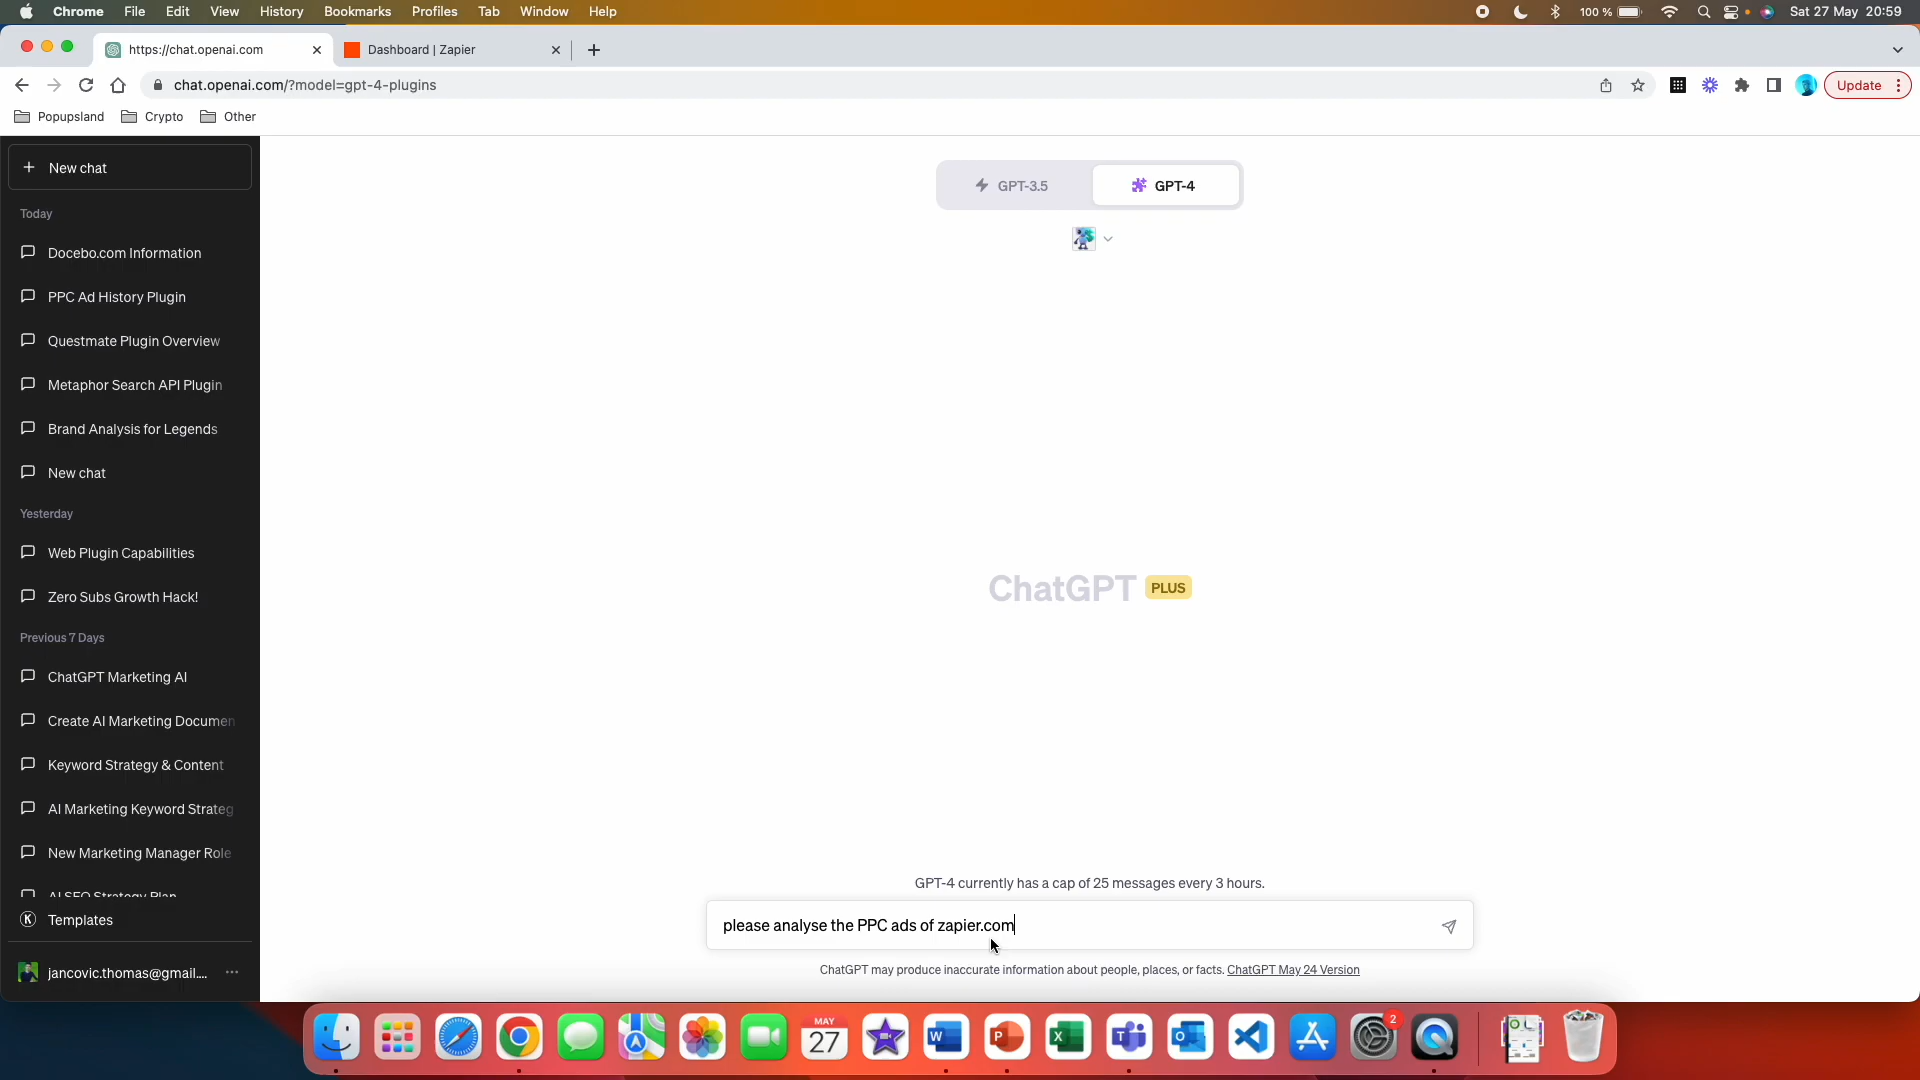 Chrome File Edit View History Bookmarks Profiles Tab Window Help 100 % Sat 27 May 20:59
https://chat.openai.com Dashboard | Zapier
chat.openai.com/?model=gpt-4-plugins Update
Popupsland Crypto Other
New chat
Today
Docebo.com Information
PPC Ad History Plugin
Questmate Plugin Overview
Metaphor Search API Plugin
Brand Analysis for Legends
New chat
Yesterday
Web Plugin Capabilities
Zero Subs Growth Hack!
Previous 7 Days
ChatGPT Marketing AI
Create AI Marketing Documen
Keyword Strategy & Content
AI Marketing Keyword Strateg
New Marketing Manager Role
AI SEO Strategy Plan
Templates
jancovic.thomas@gmail....
GPT-3.5 GPT-4
ChatGPT PLUS
GPT-4 currently has a cap of 25 messages every 3 hours.
please analyse the PPC ads of zapier.com
ChatGPT may produce inaccurate information about people, places, or facts. ChatGPT May 24 Version
MAY
27
2